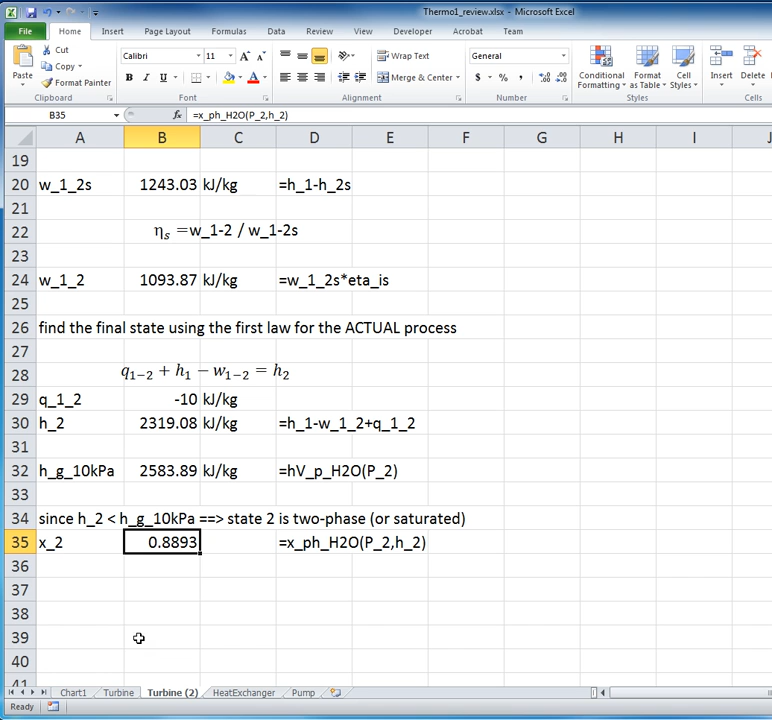 Thermo1_review.xlsx - Microsoft Excel
File Home Insert Page Layout Formulas Data Review View Developer Acrobat Team
Paste Cut Copy Format Painter
Calibri 11 A A
B I U A
Wrap Text
Merge & Center
General
$ % ,
Conditional Formatting Format as Table Cell Styles Insert Delete
Clipboard Font Alignment Number Styles Cells
B35 fx =x_ph_H2O(P_2,h_2)
A B C D E F G H I J
19
20 w_1_2s 1243.03 kJ/kg =h_1-h_2s
21
22 ηₛ =w_1-2 / w_1-2s
23
24 w_1_2 1093.87 kJ/kg =w_1_2s*eta_is
25
26 find the final state using the first law for the ACTUAL process
27
28 q₁₋₂ + h₁ − w₁₋₂ = h₂
29 q_1_2 -10 kJ/kg
30 h_2 2319.08 kJ/kg =h_1-w_1_2+q_1_2
31
32 h_g_10kPa 2583.89 kJ/kg =hV_p_H2O(P_2)
33
34 since h_2 < h_g_10kPa ==> state 2 is two-phase (or saturated)
35 x_2 0.8893 =x_ph_H2O(P_2,h_2)
36
37
38
39
40
41
Chart1 Turbine Turbine (2) HeatExchanger Pump
Ready